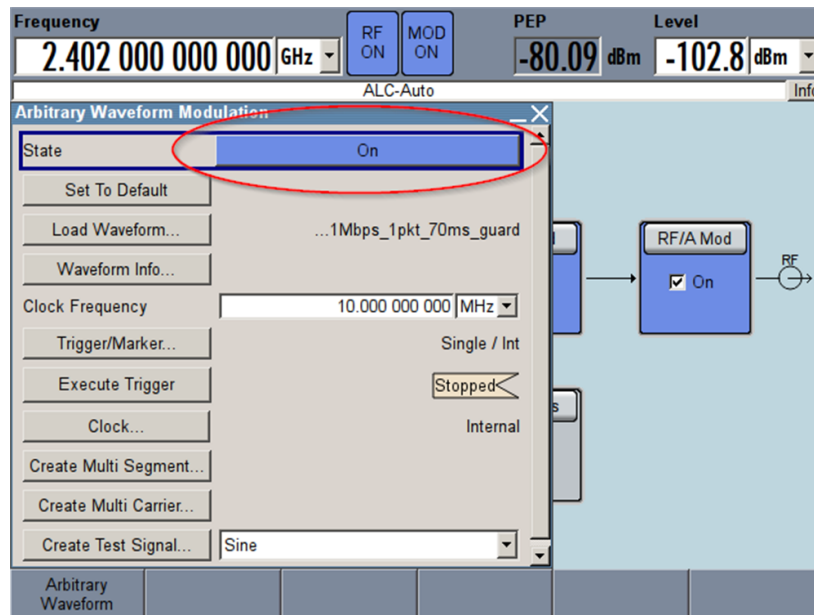 Frequency
2.402 000 000 000 GHz
RF
ON
MOD
ON
PEP
-80.09 dBm
Level
-102.8 dBm
ALC-Auto
Info
Arbitrary Waveform Modulation
State On
Set To Default
Load Waveform... ...1Mbps_1pkt_70ms_guard
Waveform Info...
Clock Frequency 10.000 000 000 MHz
Trigger/Marker... Single / Int
Execute Trigger Stopped
Clock... Internal
Create Multi Segment...
Create Multi Carrier...
Create Test Signal... Sine
RF/A Mod
On
RF
s
Arbitrary
Waveform